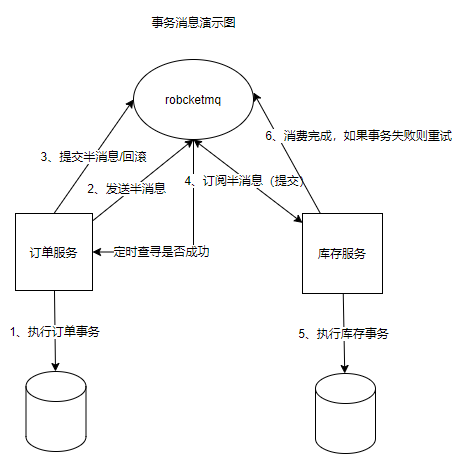 事务消息演示图
robcketmq
6、消费完成，如果事务失败则重试
3、提交半消息/回滚
2、发送半消息
4、订阅半消息（提交）
订单服务
定时查寻是否成功
库存服务
1、执行订单事务
5、执行库存事务